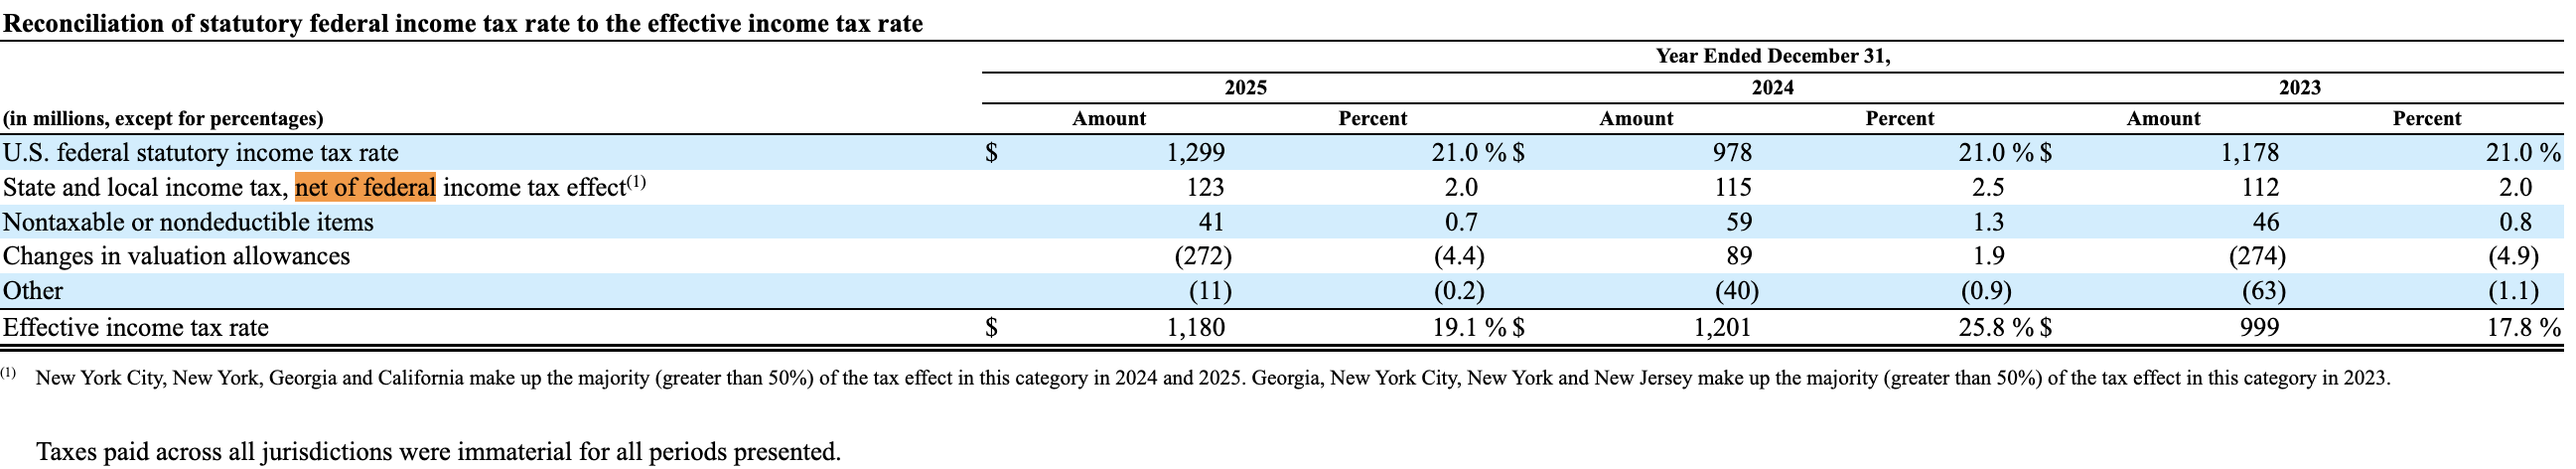 Reconciliation of statutory federal income tax rate to the effective income tax rate
Year Ended December 31,
2025 2024 2023
(in millions, except for percentages) Amount Percent Amount Percent Amount Percent
U.S. federal statutory income tax rate $ 1,299 21.0 % $ 978 21.0 % $ 1,178 21.0 %
State and local income tax, net of federal income tax effect(1) 123 2.0 115 2.5 112 2.0
Nontaxable or nondeductible items 41 0.7 59 1.3 46 0.8
Changes in valuation allowances (272) (4.4) 89 1.9 (274) (4.9)
Other (11) (0.2) (40) (0.9) (63) (1.1)
Effective income tax rate $ 1,180 19.1 % $ 1,201 25.8 % $ 999 17.8 %
(1) New York City, New York, Georgia and California make up the majority (greater than 50%) of the tax effect in this category in 2024 and 2025. Georgia, New York City, New York and New Jersey make up the majority (greater than 50%) of the tax effect in this category in 2023.
Taxes paid across all jurisdictions were immaterial for all periods presented.